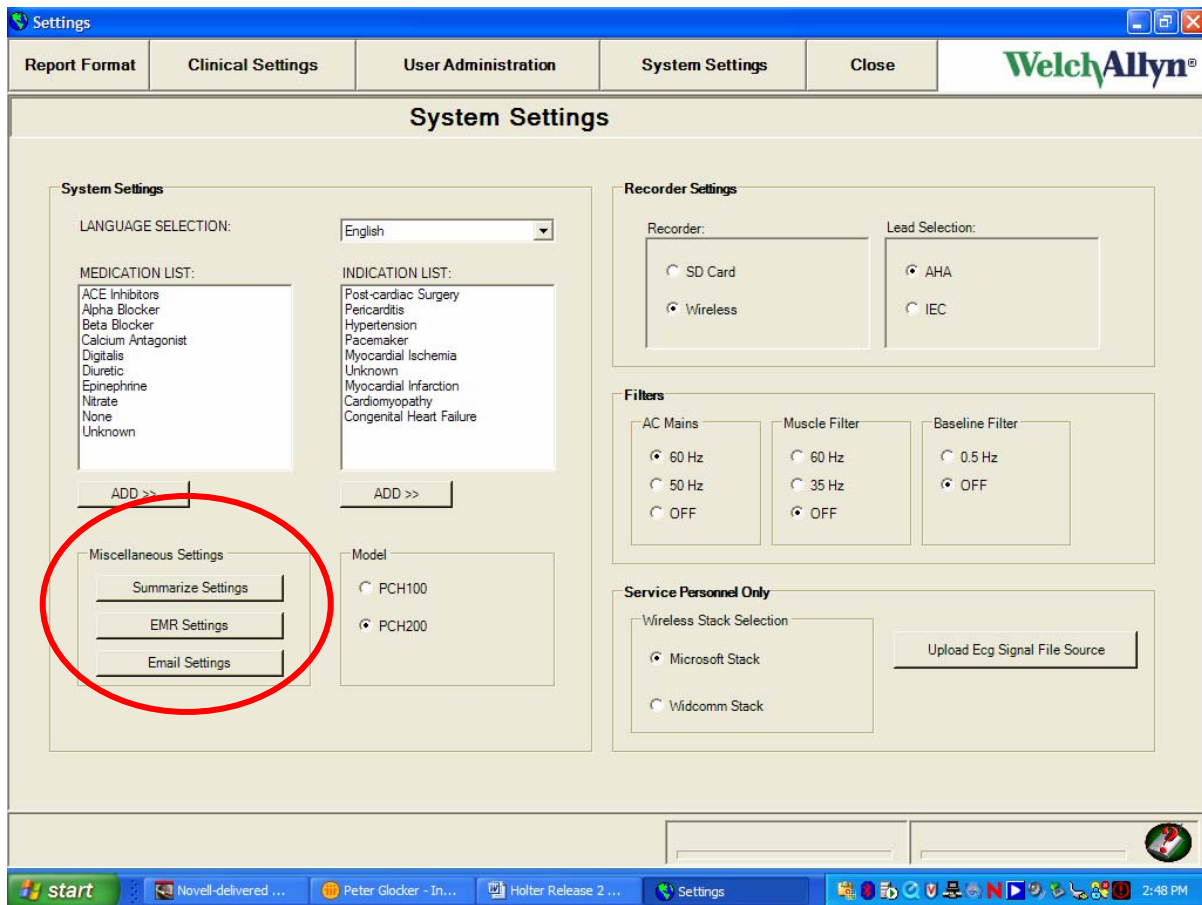 Settings
Report Format
Clinical Settings
User Administration
System Settings
Close
WelchAllyn®
System Settings
System Settings
LANGUAGE SELECTION:
English
MEDICATION LIST:
ACE Inhibitors
Alpha Blocker
Beta Blocker
Calcium Antagonist
Digitalis
Diuretic
Epinephrine
Nitrate
None
Unknown
ADD >>
INDICATION LIST:
Post-cardiac Surgery
Pericarditis
Hypertension
Pacemaker
Myocardial Ischemia
Unknown
Myocardial Infarction
Cardiomyopathy
Congenital Heart Failure
ADD >>
Miscellaneous Settings
Summarize Settings
EMR Settings
Email Settings
Model
PCH100
PCH200
Recorder Settings
Recorder:
SD Card
Wireless
Lead Selection:
AHA
IEC
Filters
AC Mains
60 Hz
50 Hz
OFF
Muscle Filter
60 Hz
35 Hz
OFF
Baseline Filter
0.5 Hz
OFF
Service Personnel Only
Wireless Stack Selection
Microsoft Stack
Widcomm Stack
Upload Ecg Signal File Source
start
Novell-delivered ...
Peter Glocker - In...
Holter Release 2 ...
Settings
2:48 PM